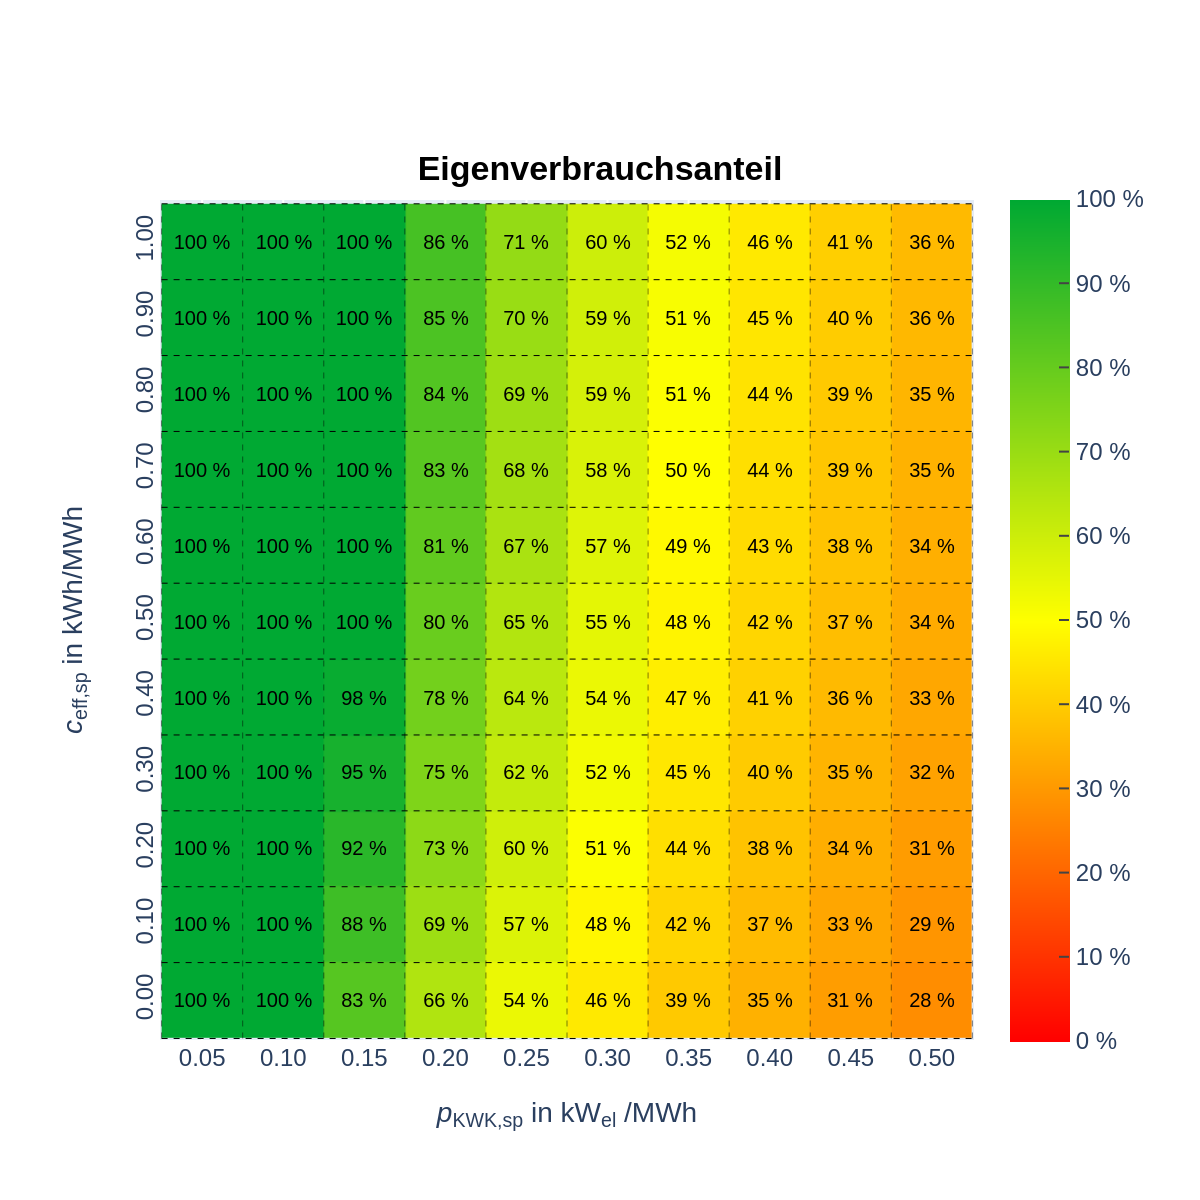 Eigenverbrauchsanteil
1.00 100 % 100 % 100 % 86 % 71 % 60 % 52 % 46 % 41 % 36 %
0.90 100 % 100 % 100 % 85 % 70 % 59 % 51 % 45 % 40 % 36 %
0.80 100 % 100 % 100 % 84 % 69 % 59 % 51 % 44 % 39 % 35 %
0.70 100 % 100 % 100 % 83 % 68 % 58 % 50 % 44 % 39 % 35 %
0.60 100 % 100 % 100 % 81 % 67 % 57 % 49 % 43 % 38 % 34 %
0.50 100 % 100 % 100 % 80 % 65 % 55 % 48 % 42 % 37 % 34 %
0.40 100 % 100 % 98 % 78 % 64 % 54 % 47 % 41 % 36 % 33 %
0.30 100 % 100 % 95 % 75 % 62 % 52 % 45 % 40 % 35 % 32 %
0.20 100 % 100 % 92 % 73 % 60 % 51 % 44 % 38 % 34 % 31 %
0.10 100 % 100 % 88 % 69 % 57 % 48 % 42 % 37 % 33 % 29 %
0.00 100 % 100 % 83 % 66 % 54 % 46 % 39 % 35 % 31 % 28 %
0.05 0.10 0.15 0.20 0.25 0.30 0.35 0.40 0.45 0.50
pKWK,sp in kWel /MWh
ceff,sp in kWh/MWh
100 %
90 %
80 %
70 %
60 %
50 %
40 %
30 %
20 %
10 %
0 %